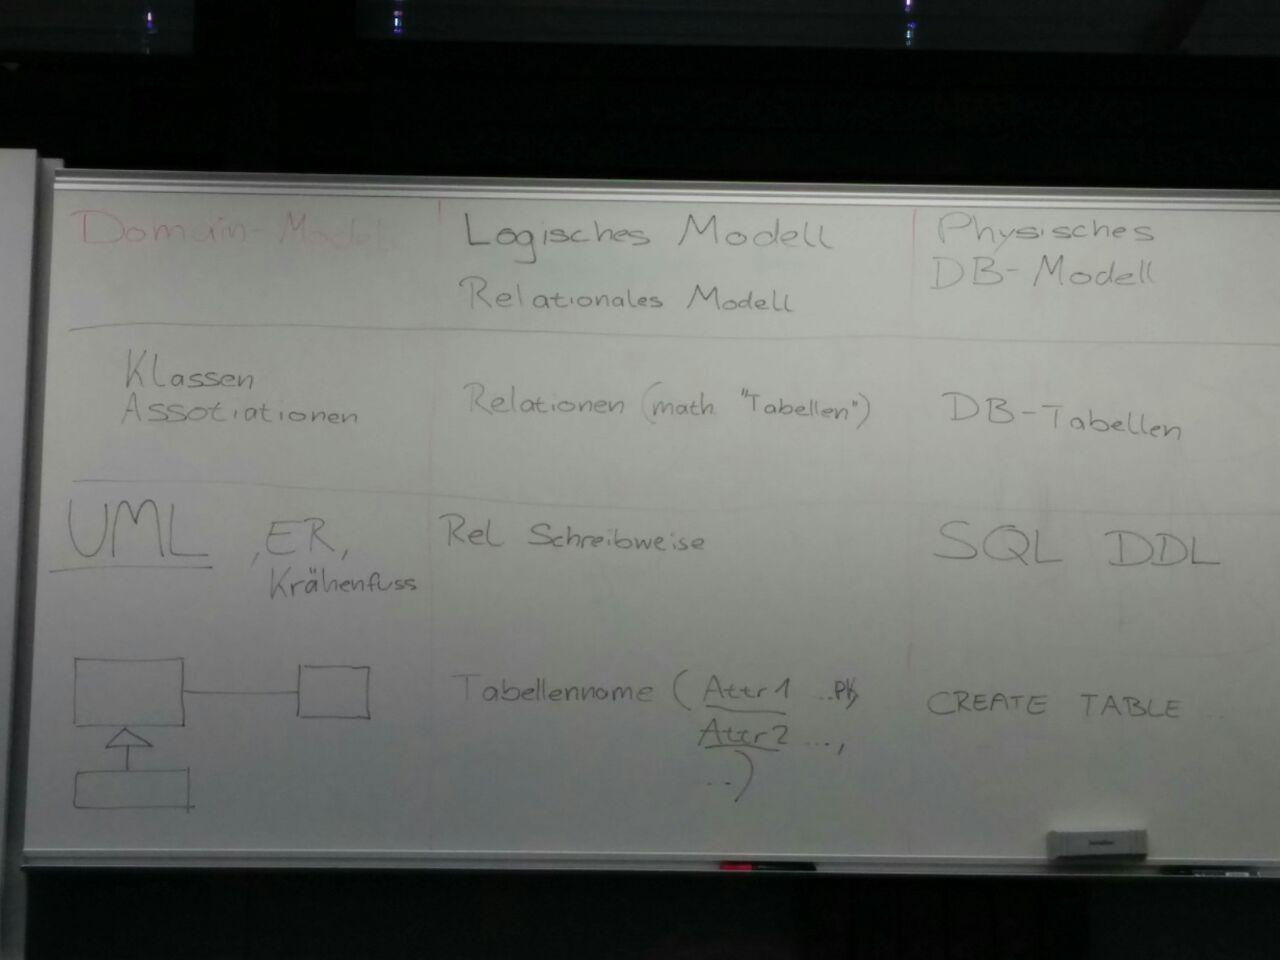 Domain-Model
Logisches Modell
Relationales Modell
Physisches
DB-Modell
Klassen
Assotiationen
Relationen (math "Tabellen")
DB-Tabellen
UML , ER,
Krähenfuss
Rel Schreibweise
SQL DDL
Tabellenname (Attr1 ...PK,
Attr2 ...,
...)
CREATE TABLE ...